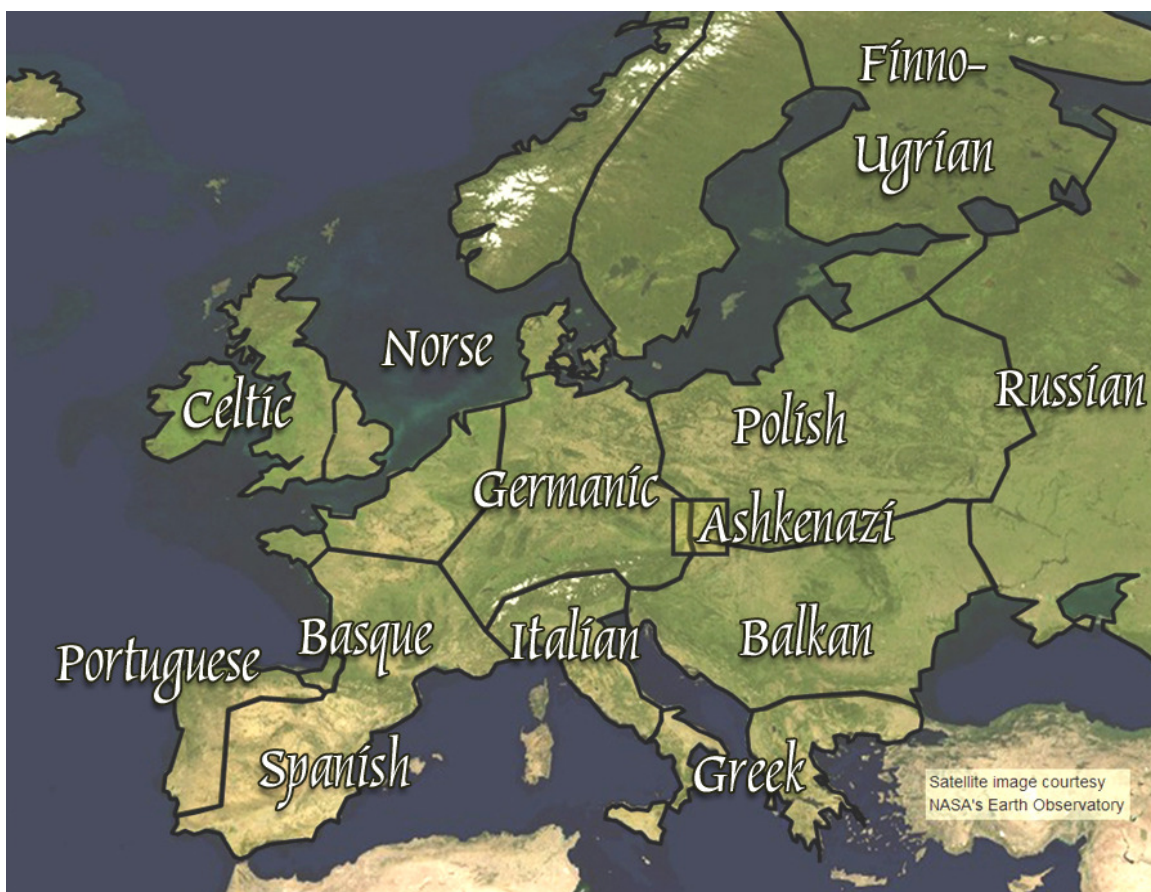 Finno-
Ugrian
Norse
Celtic
Russian
Polish
Germanic
Ashkenazi
Basque
Italian
Balkan
Portuguese
Spanish
Greek
Satellite image courtesy
NASA's Earth Observatory